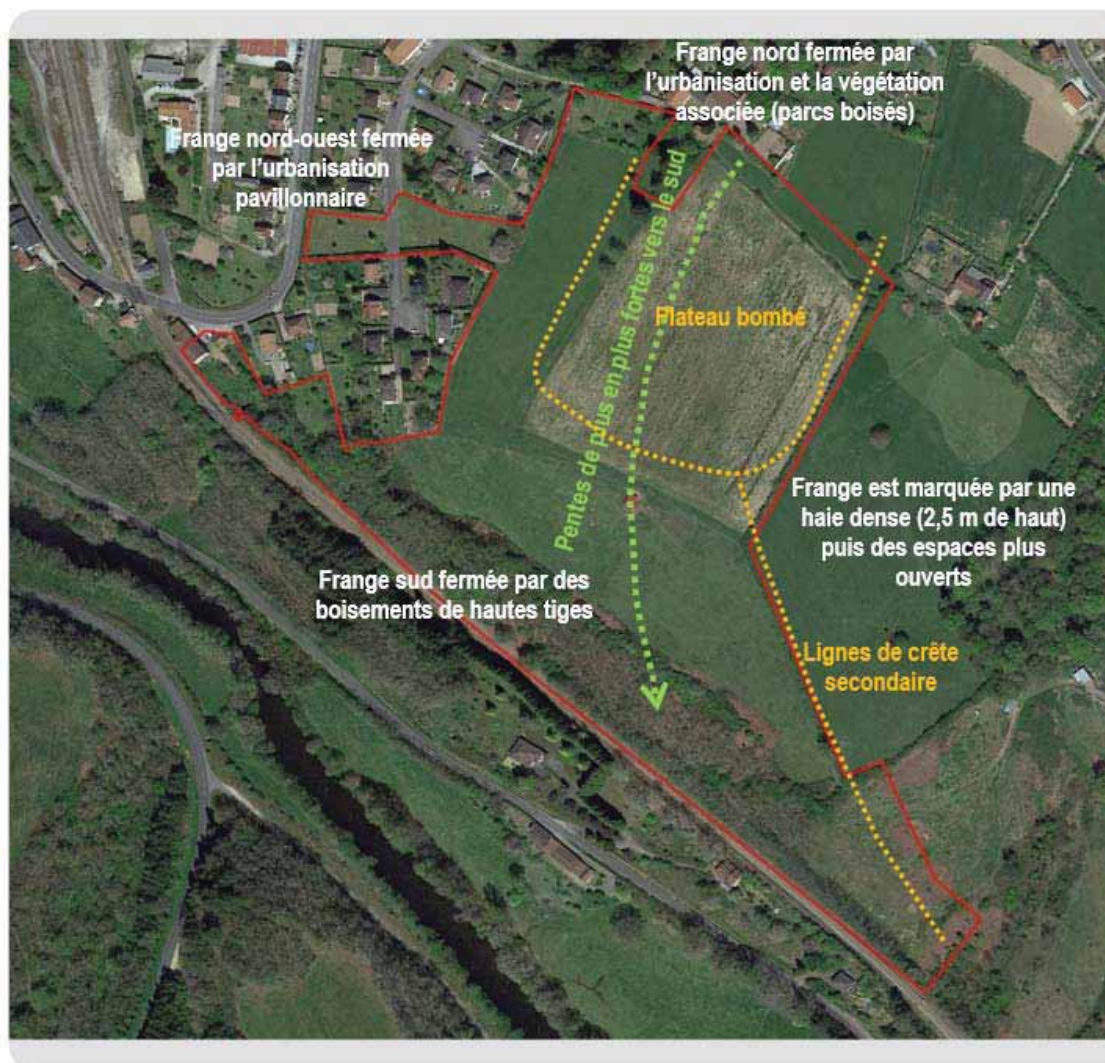 Frange nord fermée par
l’urbanisation et la végétation
associée (parcs boisés)
Frange nord-ouest fermée
par l’urbanisation
pavillonnaire
Pentes de plus en plus fortes vers le sud
Plateau bombé
Frange est marquée par une
haie dense (2,5 m de haut)
puis des espaces plus
ouverts
Frange sud fermée par des
boisements de hautes tiges
Lignes de crête
secondaire